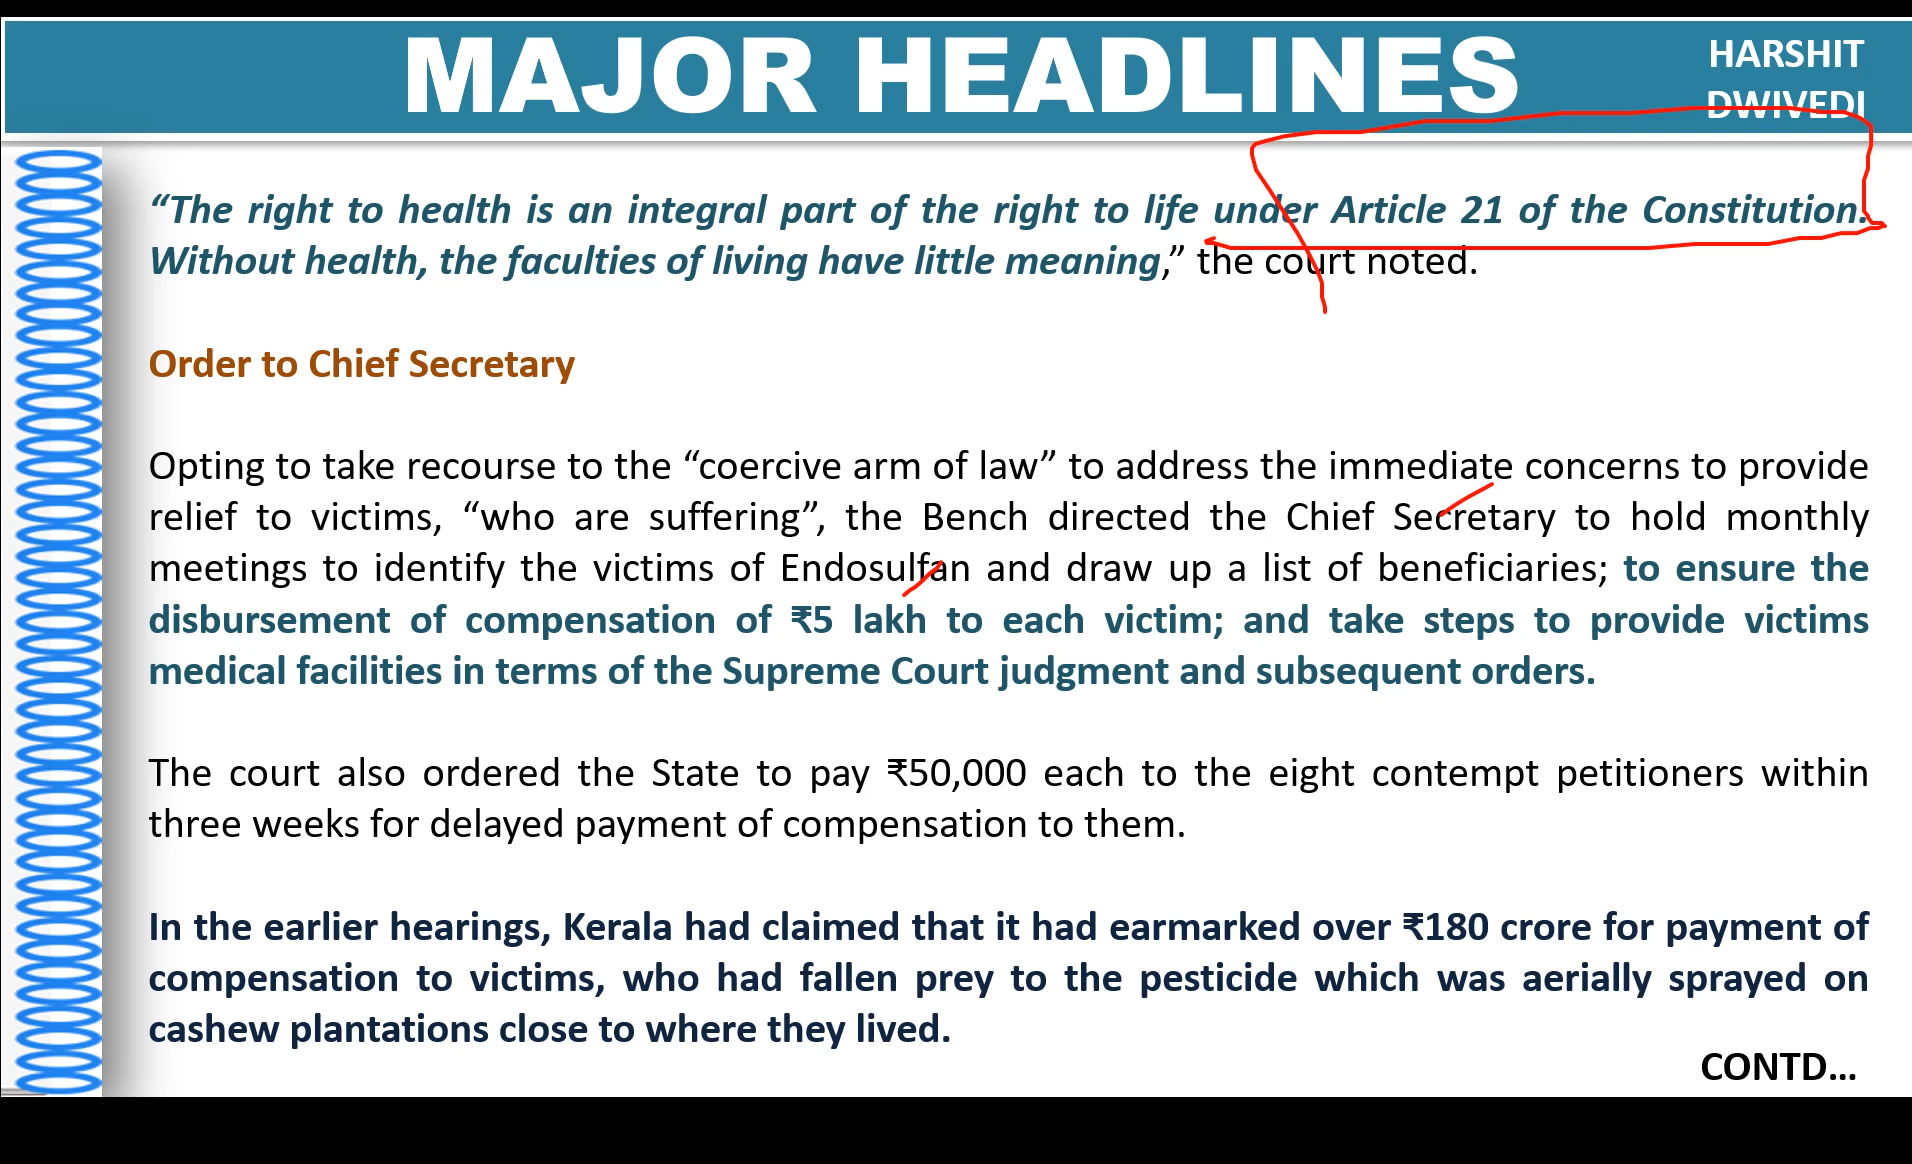 MAJOR HEADLINES
HARSHIT
DWIVEDI
“The right to health is an integral part of the right to life under Article 21 of the Constitution.
Without health, the faculties of living have little meaning,” the court noted.
Order to Chief Secretary
Opting to take recourse to the “coercive arm of law” to address the immediate concerns to provide
relief to victims, “who are suffering”, the Bench directed the Chief Secretary to hold monthly
meetings to identify the victims of Endosulfan and draw up a list of beneficiaries; to ensure the
disbursement of compensation of ₹5 lakh to each victim; and take steps to provide victims
medical facilities in terms of the Supreme Court judgment and subsequent orders.
The court also ordered the State to pay ₹50,000 each to the eight contempt petitioners within
three weeks for delayed payment of compensation to them.
In the earlier hearings, Kerala had claimed that it had earmarked over ₹180 crore for payment of
compensation to victims, who had fallen prey to the pesticide which was aerially sprayed on
cashew plantations close to where they lived.
CONTD...